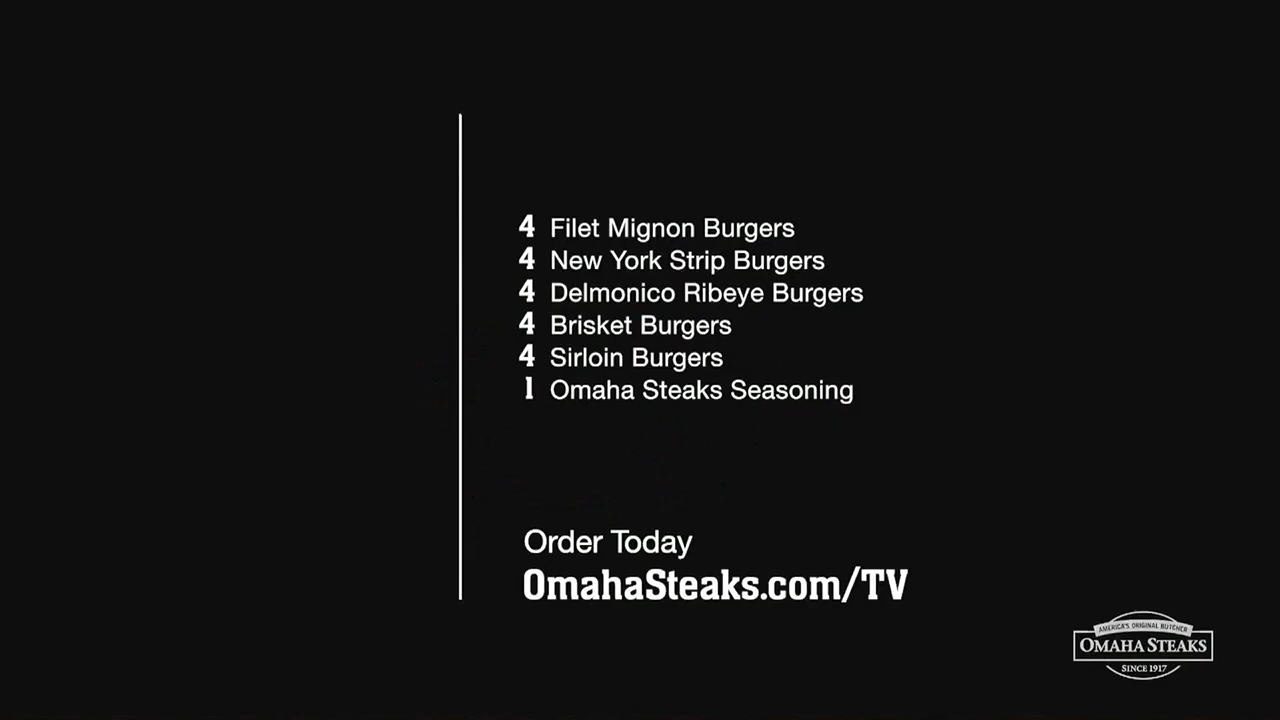 4 Filet Mignon Burgers
4 New York Strip Burgers
4 Delmonico Ribeye Burgers
4 Brisket Burgers
4 Sirloin Burgers
1 Omaha Steaks Seasoning
Order Today
OmahaSteaks.com/TV
AMERICA'S ORIGINAL BUTCHER
OMAHA STEAKS
SINCE 1917